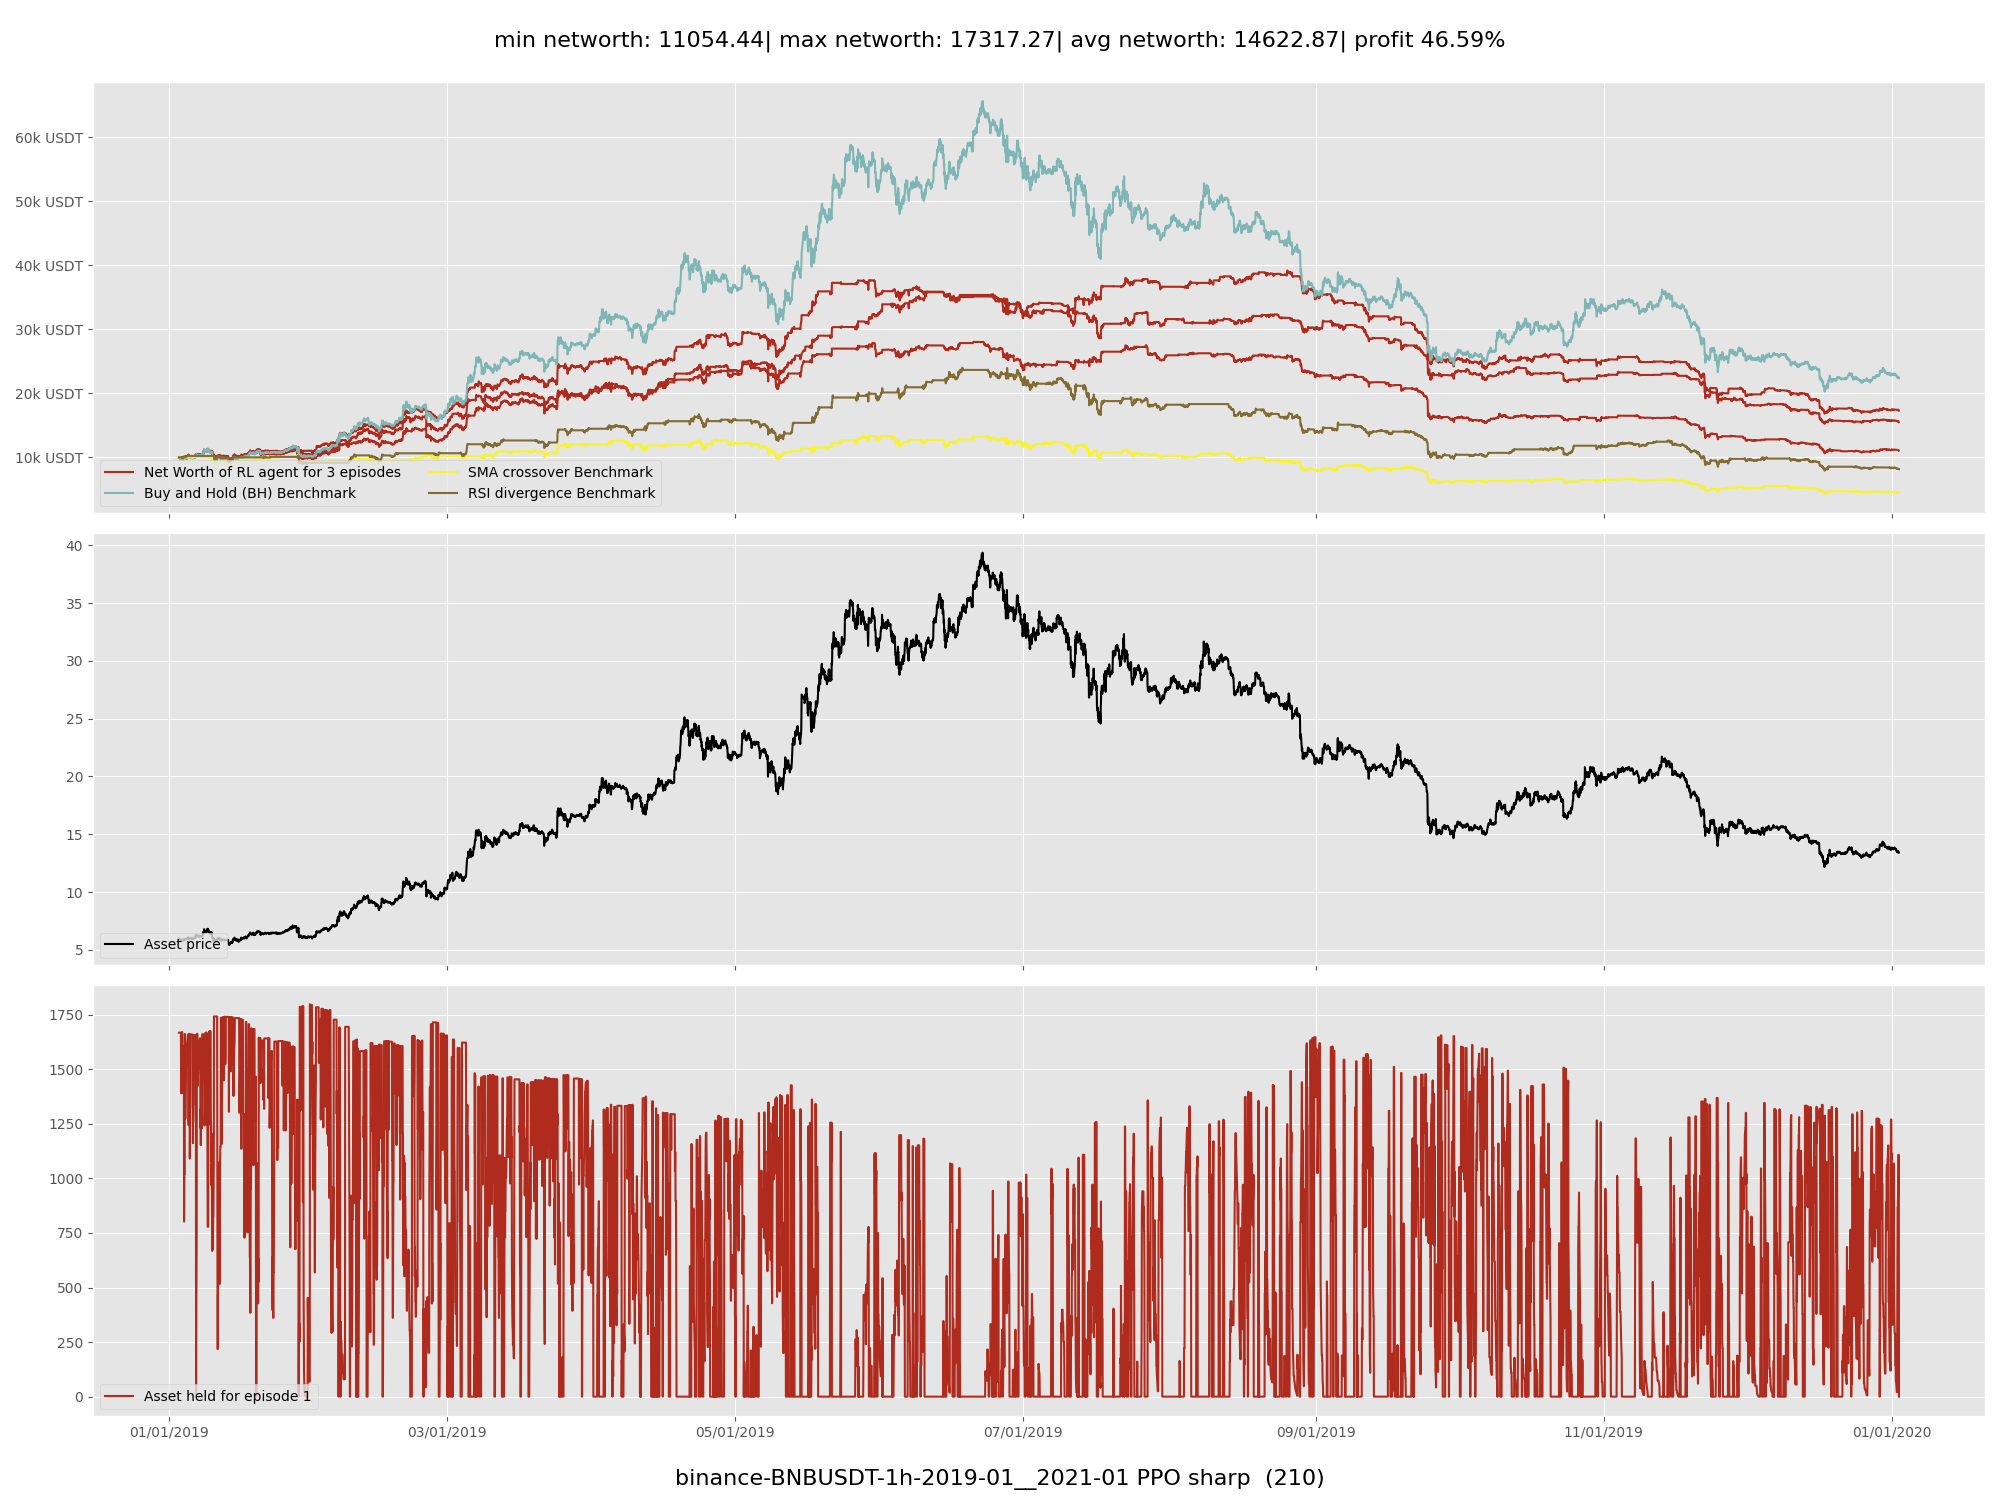 min networth: 11054.44| max networth: 17317.27| avg networth: 14622.87| profit 46.59%
60k USDT
50k USDT
40k USDT
30k USDT
20k USDT
10k USDT
Net Worth of RL agent for 3 episodes
Buy and Hold (BH) Benchmark
SMA crossover Benchmark
RSI divergence Benchmark
40
35
30
25
20
15
10
5
Asset price
1750
1500
1250
1000
750
500
250
0
Asset held for episode 1
01/01/2019 03/01/2019 05/01/2019 07/01/2019 09/01/2019 11/01/2019 01/01/2020
binance-BNBUSDT-1h-2019-01__2021-01 PPO sharp (210)